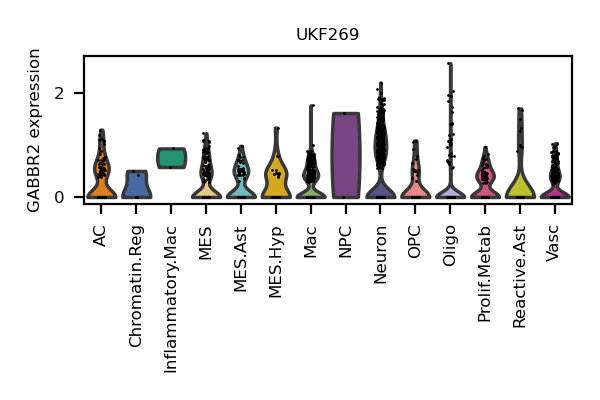 UKF269
GABBR2 expression
2
0
AC
Chromatin.Reg
Inflammatory.Mac
MES
MES.Ast
MES.Hyp
Mac
NPC
Neuron
OPC
Oligo
Prolif.Metab
Reactive.Ast
Vasc